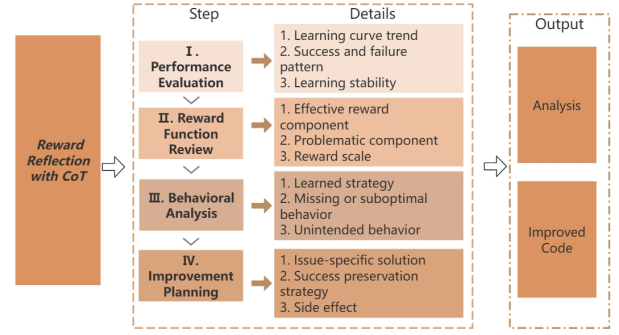 Step
Details
Output
Reward
Reflection
with CoT
Ⅰ.
Performance
Evaluation
1. Learning curve trend
2. Success and failure
pattern
3. Learning stability
Ⅱ. Reward
Function
Review
1. Effective reward
component
2. Problematic component
3. Reward scale
Ⅲ. Behavioral
Analysis
1. Learned strategy
2. Missing or suboptimal
behavior
3. Unintended behavior
Ⅳ.
Improvement
Planning
1. Issue-specific solution
2. Success preservation
strategy
3. Side effect
Analysis
Improved
Code